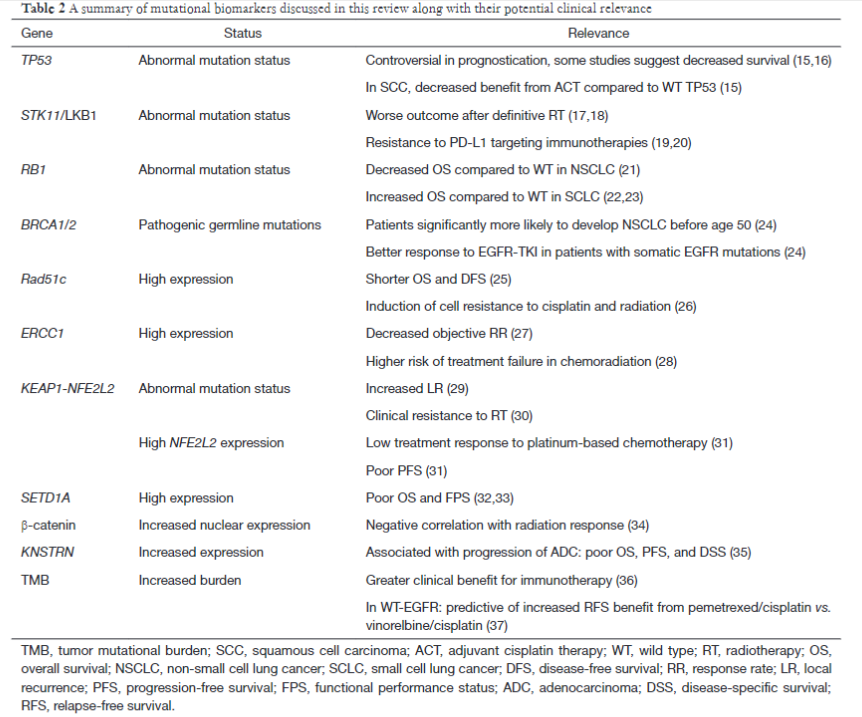 Table 2 A summary of mutational biomarkers discussed in this review along with their potential clinical relevance
Gene Status Relevance
TP53 Abnormal mutation status Controversial in prognostication, some studies suggest decreased survival (15,16)
In SCC, decreased benefit from ACT compared to WT TP53 (15)
STK11/LKB1 Abnormal mutation status Worse outcome after definitive RT (17,18)
Resistance to PD-L1 targeting immunotherapies (19,20)
RB1 Abnormal mutation status Decreased OS compared to WT in NSCLC (21)
Increased OS compared to WT in SCLC (22,23)
BRCA1/2 Pathogenic germline mutations Patients significantly more likely to develop NSCLC before age 50 (24)
Better response to EGFR-TKI in patients with somatic EGFR mutations (24)
Rad51c High expression Shorter OS and DFS (25)
Induction of cell resistance to cisplatin and radiation (26)
ERCC1 High expression Decreased objective RR (27)
Higher risk of treatment failure in chemoradiation (28)
KEAP1-NFE2L2 Abnormal mutation status Increased LR (29)
Clinical resistance to RT (30)
High NFE2L2 expression Low treatment response to platinum-based chemotherapy (31)
Poor PFS (31)
SETD1A High expression Poor OS and FPS (32,33)
β-catenin Increased nuclear expression Negative correlation with radiation response (34)
KNSTRN Increased expression Associated with progression of ADC: poor OS, PFS, and DSS (35)
TMB Increased burden Greater clinical benefit for immunotherapy (36)
In WT-EGFR: predictive of increased RFS benefit from pemetrexed/cisplatin vs.
vinorelbine/cisplatin (37)
TMB, tumor mutational burden; SCC, squamous cell carcinoma; ACT, adjuvant cisplatin therapy; WT, wild type; RT, radiotherapy; OS,
overall survival; NSCLC, non-small cell lung cancer; SCLC, small cell lung cancer; DFS, disease-free survival; RR, response rate; LR, local
recurrence; PFS, progression-free survival; FPS, functional performance status; ADC, adenocarcinoma; DSS, disease-specific survival;
RFS, relapse-free survival.